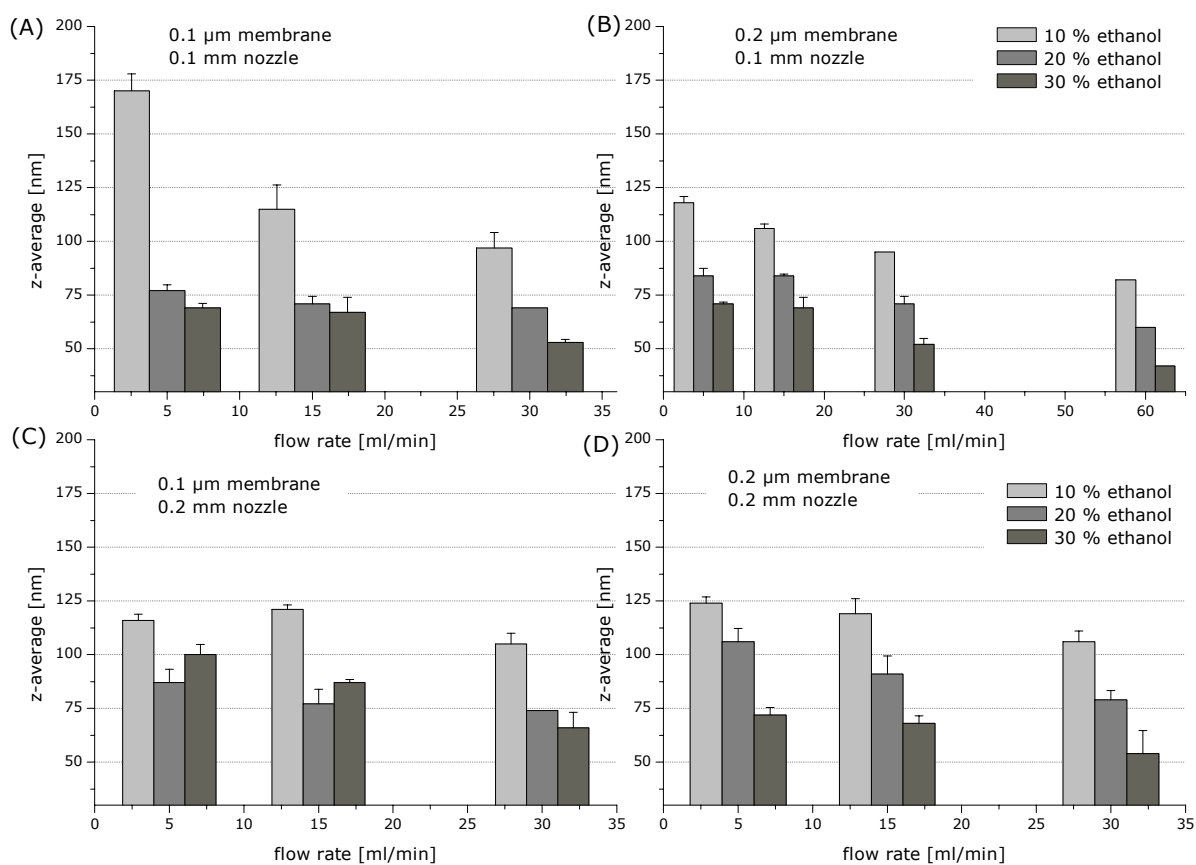 (A)
0.1 µm membrane
0.1 mm nozzle
200
175
150
125
100
75
50
z-average [nm]
0 5 10 15 20 25 30 35
flow rate [ml/min]
(B)
0.2 µm membrane
0.1 mm nozzle
10 % ethanol
20 % ethanol
30 % ethanol
200
175
150
125
100
75
50
z-average [nm]
0 10 20 30 40 50 60
flow rate [ml/min]
(C)
0.1 µm membrane
0.2 mm nozzle
200
175
150
125
100
75
50
z-average [nm]
0 5 10 15 20 25 30 35
flow rate [ml/min]
(D)
0.2 µm membrane
0.2 mm nozzle
10 % ethanol
20 % ethanol
30 % ethanol
200
175
150
125
100
75
50
z-average [nm]
0 5 10 15 20 25 30 35
flow rate [ml/min]